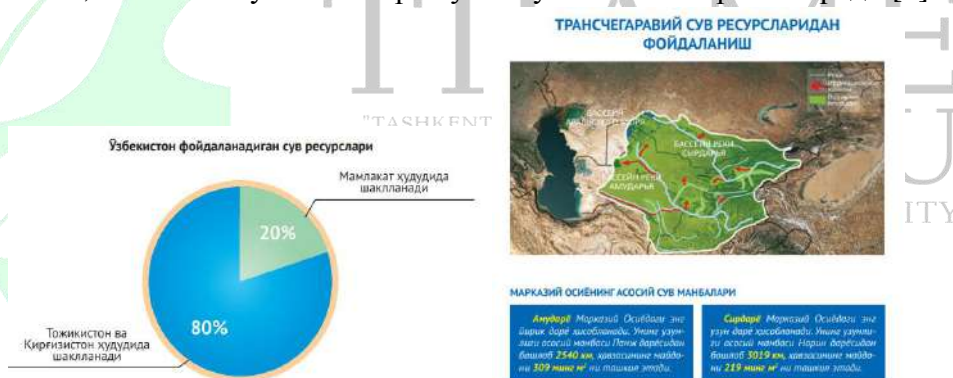 "TASHKENT
ITY
ТРАНСЧЕГАРАВИЙ СУВ РЕСУРСЛАРИДАН
ФОЙДАЛАНИШ
Ўзбекистон фойдаланадиган сув ресурслари
Мамлакат ҳудудида
шаклланади
20%
80%
Тожикистон ва
Қирғизистон ҳудудида
шаклланади
БАССЕЙН РЕКИ
СЫРДАРЬЯ
БАССЕЙН РЕКИ
АМУДАРЬЯ
МАРКАЗИЙ ОСИЁНИНГ АСОСИЙ СУВ МАНБАЛАРИ
Амударё Марказий Осиёдаги энг
йирик дарё ҳисобланади. Унинг узун-
лиги асосий манбаси Панж дарёсидан
бошлаб 2540 км, ҳавзасининг майдо-
ни 309 минг м² ни ташкил этади.
Сирдарё Марказий Осиёдаги энг
узун дарё ҳисобланади. Унинг узунли-
ги асосий манбаси Норин дарёсидан
бошлаб 3019 км, ҳавзасининг майдо-
ни 219 минг м² ни ташкил этади.